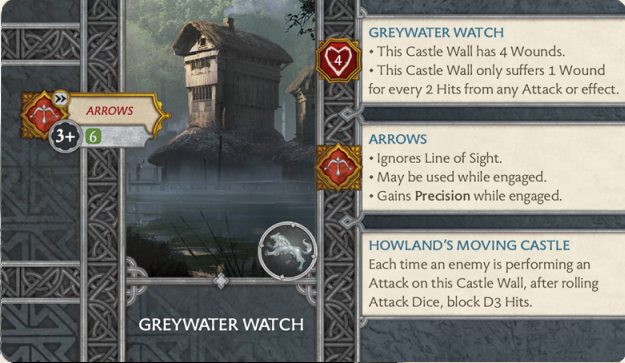 ARROWS
3+ 6
GREYWATER WATCH
4
GREYWATER WATCH
• This Castle Wall has 4 Wounds.
• This Castle Wall only suffers 1 Wound
for every 2 Hits from any Attack or effect.
ARROWS
• Ignores Line of Sight.
• May be used while engaged.
• Gains Precision while engaged.
HOWLAND'S MOVING CASTLE
Each time an enemy is performing an
Attack on this Castle Wall, after rolling
Attack Dice, block D3 Hits.